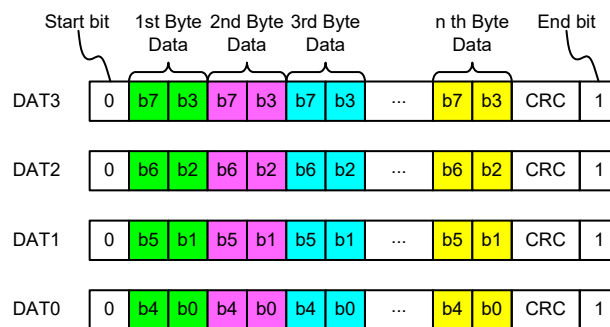 Start bit 1st Byte Data 2nd Byte Data 3rd Byte Data n th Byte Data End bit
DAT3 0 b7 b3 b7 b3 b7 b3 ... b7 b3 CRC 1
DAT2 0 b6 b2 b6 b2 b6 b2 ... b6 b2 CRC 1
DAT1 0 b5 b1 b5 b1 b5 b1 ... b5 b1 CRC 1
DAT0 0 b4 b0 b4 b0 b4 b0 ... b4 b0 CRC 1